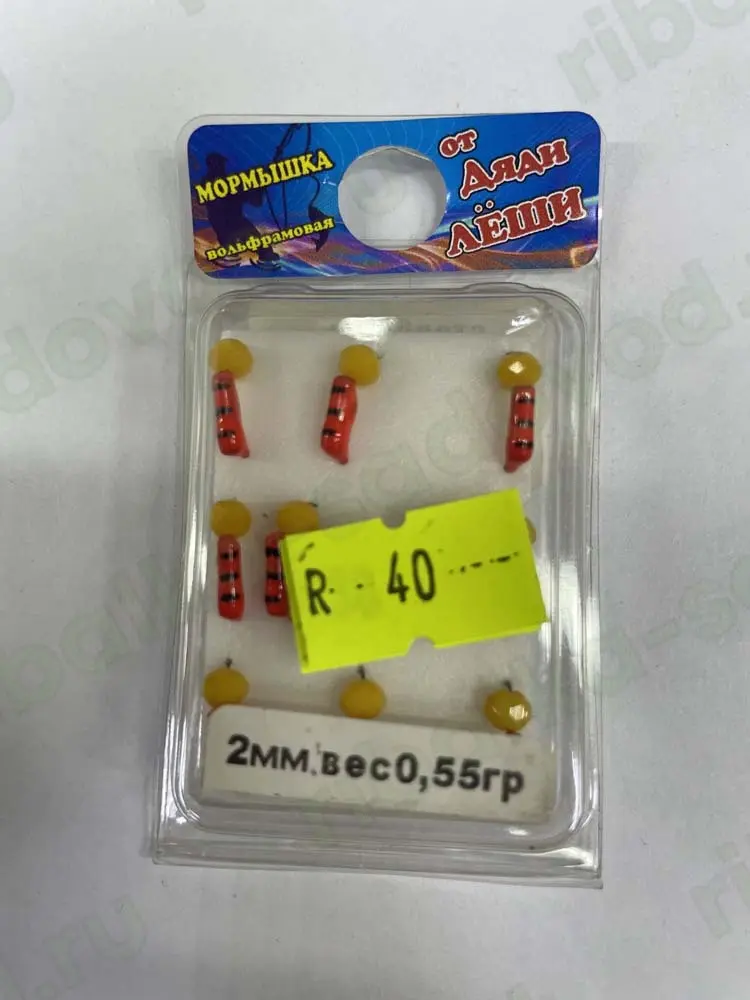 МОРМЫШКА
вольфрамовая
от
ДЯДИ
ЛЁШИ
R 40
2мм.вес0,55гр